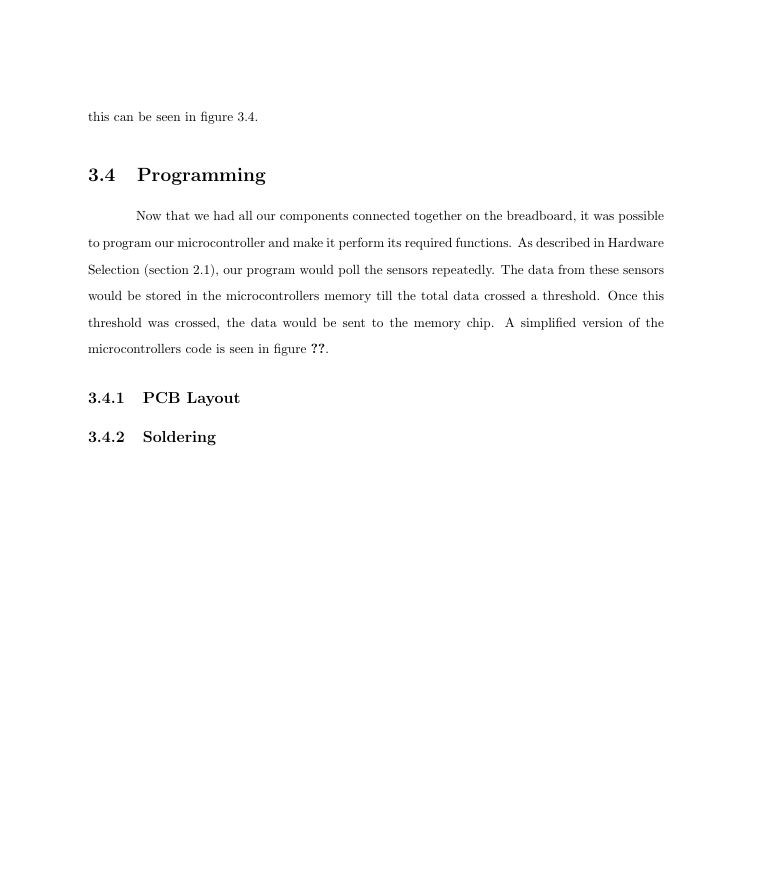 this can be seen in figure 3.4.
3.4 Programming
Now that we had all our components connected together on the breadboard, it was possible
to program our microcontroller and make it perform its required functions. As described in Hardware
Selection (section 2.1), our program would poll the sensors repeatedly. The data from these sensors
would be stored in the microcontrollers memory till the total data crossed a threshold. Once this
threshold was crossed, the data would be sent to the memory chip. A simplified version of the
microcontrollers code is seen in figure ??.
3.4.1 PCB Layout
3.4.2 Soldering